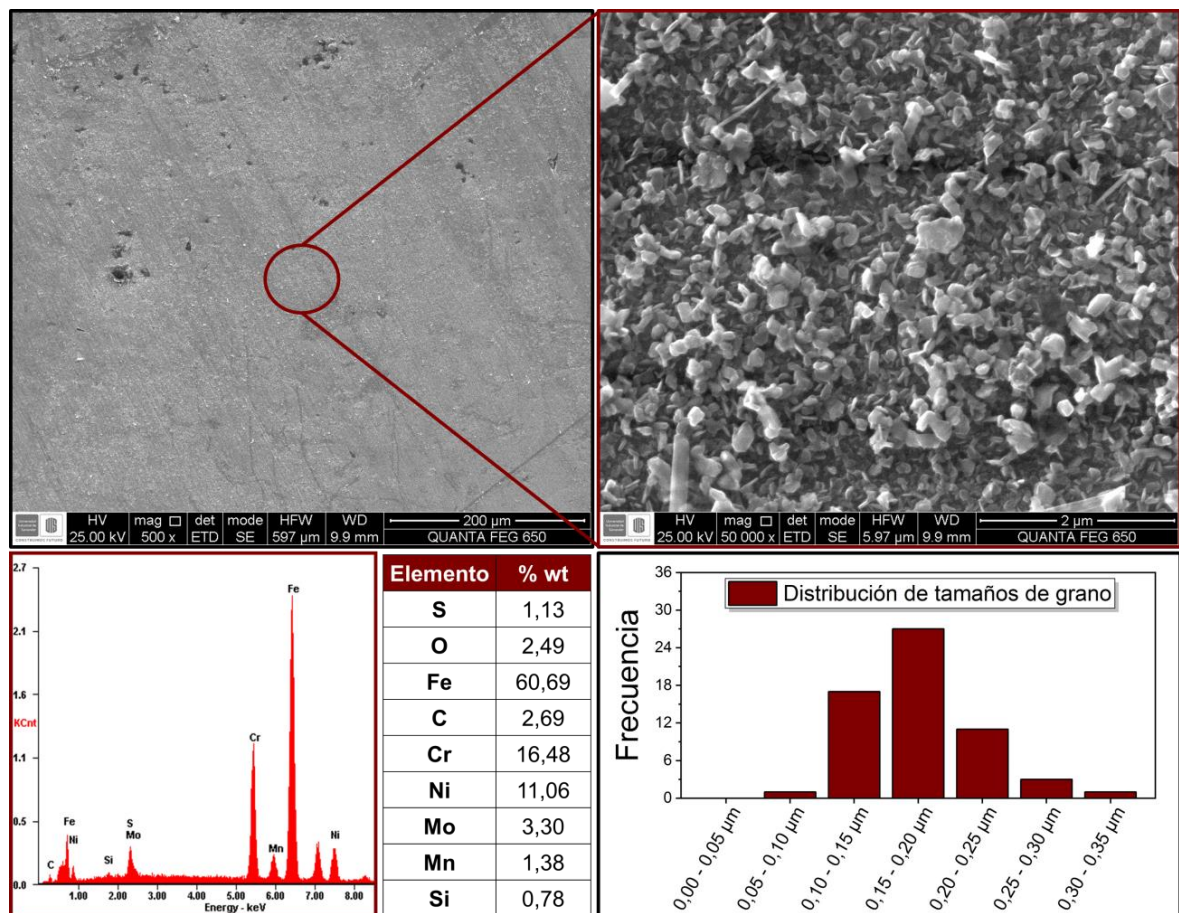 HV mag □ det mode HFW WD 200 µm
25.00 kV 500 x ETD SE 597 µm 9.9 mm QUANTA FEG 650
HV mag □ det mode HFW WD 2 µm
25.00 kV 50 000 x ETD SE 5.97 µm 9.9 mm QUANTA FEG 650
2.7
2.1
1.6
KCnt
1.1
0.5
0.0
C
Fe
Ni
Si
S
Mo
Cr
Mn
Fe
Ni
1.00 2.00 3.00 4.00 5.00 6.00 7.00 8.00
Energy - keV
Elemento % wt
S 1,13
O 2,49
Fe 60,69
C 2,69
Cr 16,48
Ni 11,06
Mo 3,30
Mn 1,38
Si 0,78
Distribución de tamaños de grano
Frecuencia
36
30
24
18
12
6
0
0,00 - 0,05 µm
0,05 - 0,10 µm
0,10 - 0,15 µm
0,15 - 0,20 µm
0,20 - 0,25 µm
0,25 - 0,30 µm
0,30 - 0,35 µm